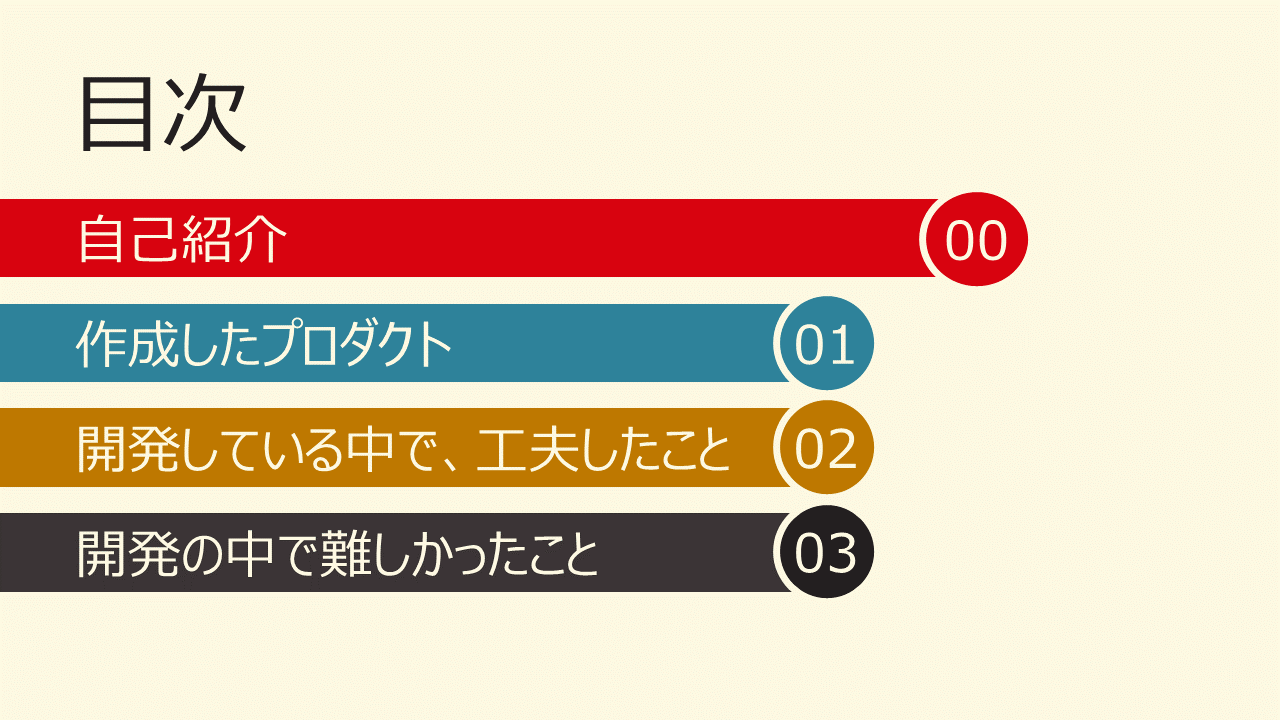 目次
自己紹介 00
作成したプロダクト 01
開発している中で、工夫したこと 02
開発の中で難しかったこと 03